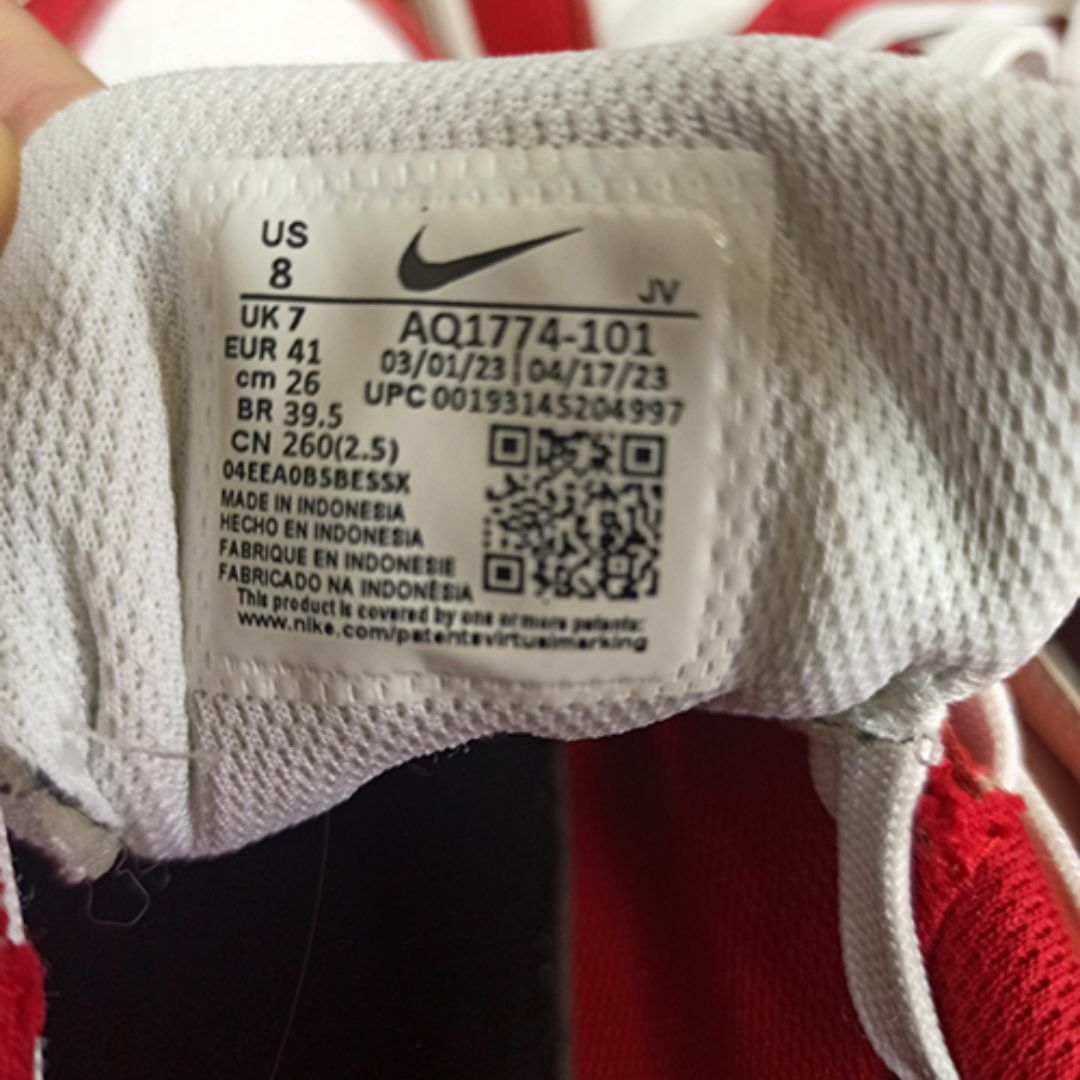 US
8
JV
UK 7
EUR 41
cm 26
BR 39.5
CN 260(2.5)
AQ1774-101
03/01/23 | 04/17/23
UPC 00193145204997
04EEA0B5BESSX
MADE IN INDONESIA
HECHO EN INDONESIA
FABRIQUE EN INDONESIE
FABRICADO NA INDONÉSIA
This product is covered by one or more patents:
www.nike.com/patentsvirtualmarking